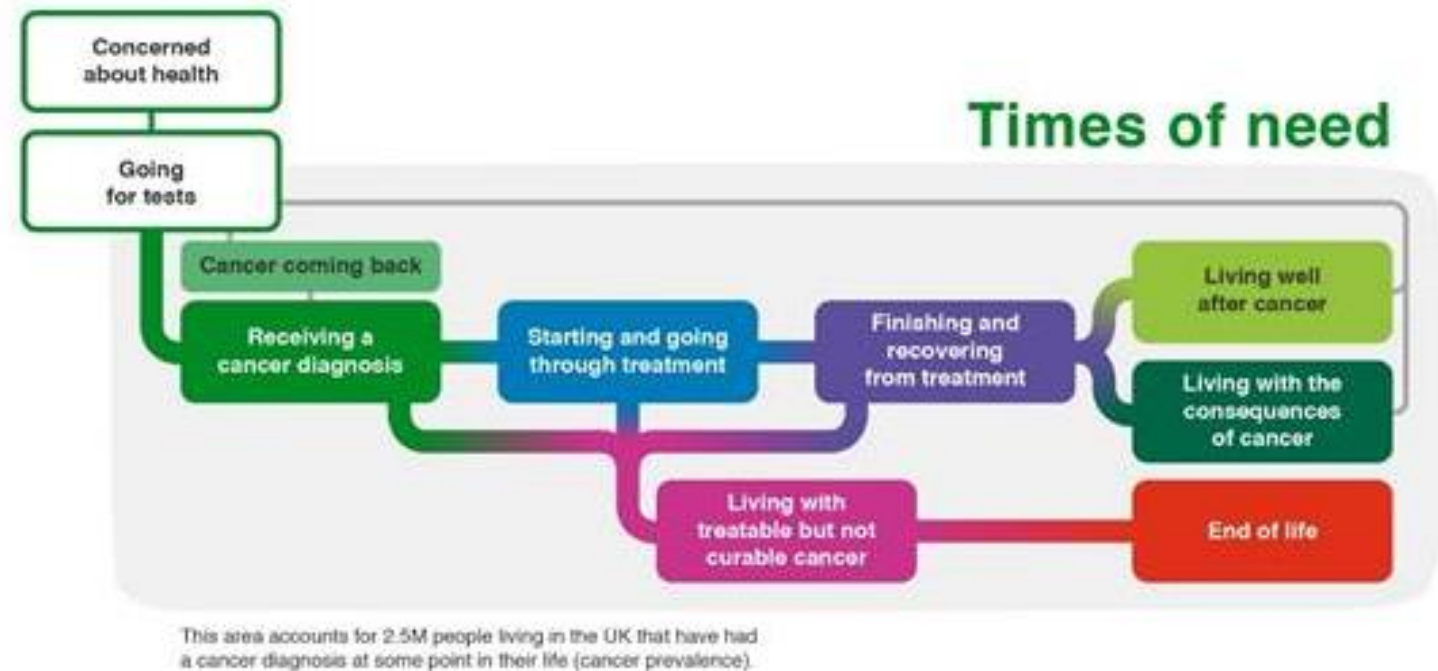 Concerned
about health
Times of need
Going
for tests
Cancer coming back
Receiving a
cancer diagnosis
Starting and going
through treatment
Finishing and
recovering
from treatment
Living well
after cancer
Living with the
consequences
of cancer
Living with
treatable but not
curable cancer
End of life
This area accounts for 2.5M people living in the UK that have had
a cancer diagnosis at some point in their life (cancer prevalence).